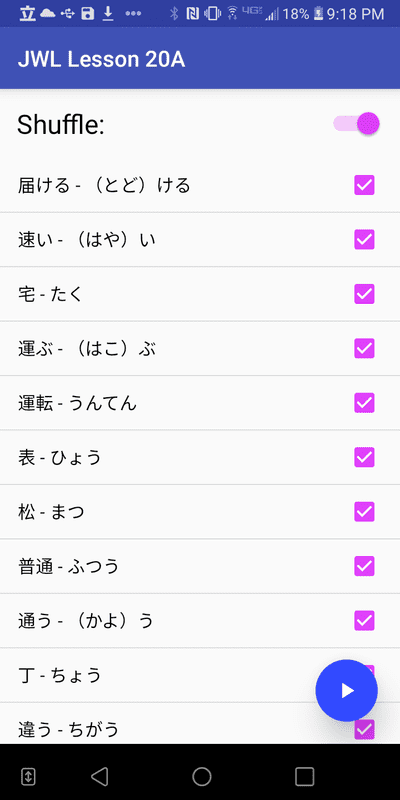 立 ••• 4G 18% 9:18 PM
JWL Lesson 20A
Shuffle:
届ける - （とど）ける
速い - （はや）い
宅 - たく
運ぶ - （はこ）ぶ
運転 - うんてん
表 - ひょう
松 - まつ
普通 - ふつう
通う - （かよ）う
丁 - ちょう
違う - ちがう